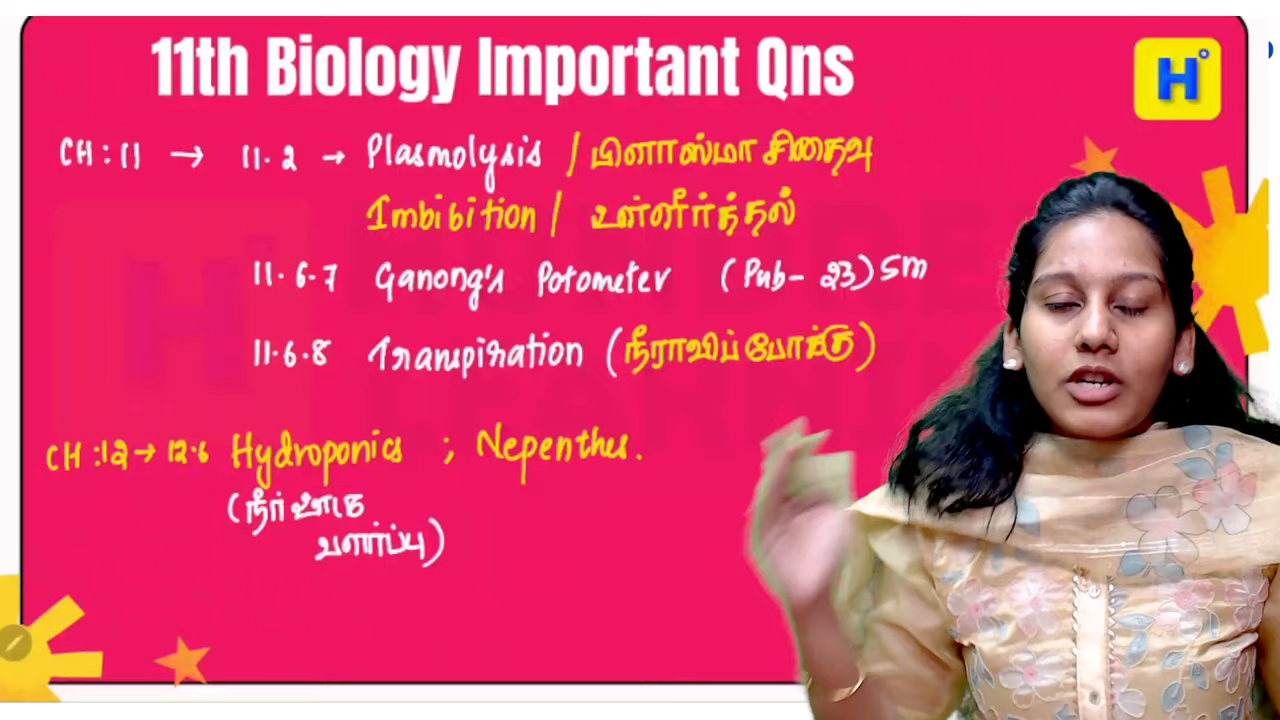 11th Biology Important Qns
H
CH : 11 → 11.2 → Plasmolysis / பிளாஸ்மா சிதைவு
Imbibition / உள்ளீர்த்தல்
11.6.7 Ganong's Potometer (Pub - 23) 5m
11.6.8 Transpiration (நீராவிப் போக்கு)
CH : 12 → 12.6 Hydroponics ; Nepenthes.
(நீர் ஊடக
வளர்ப்பு)